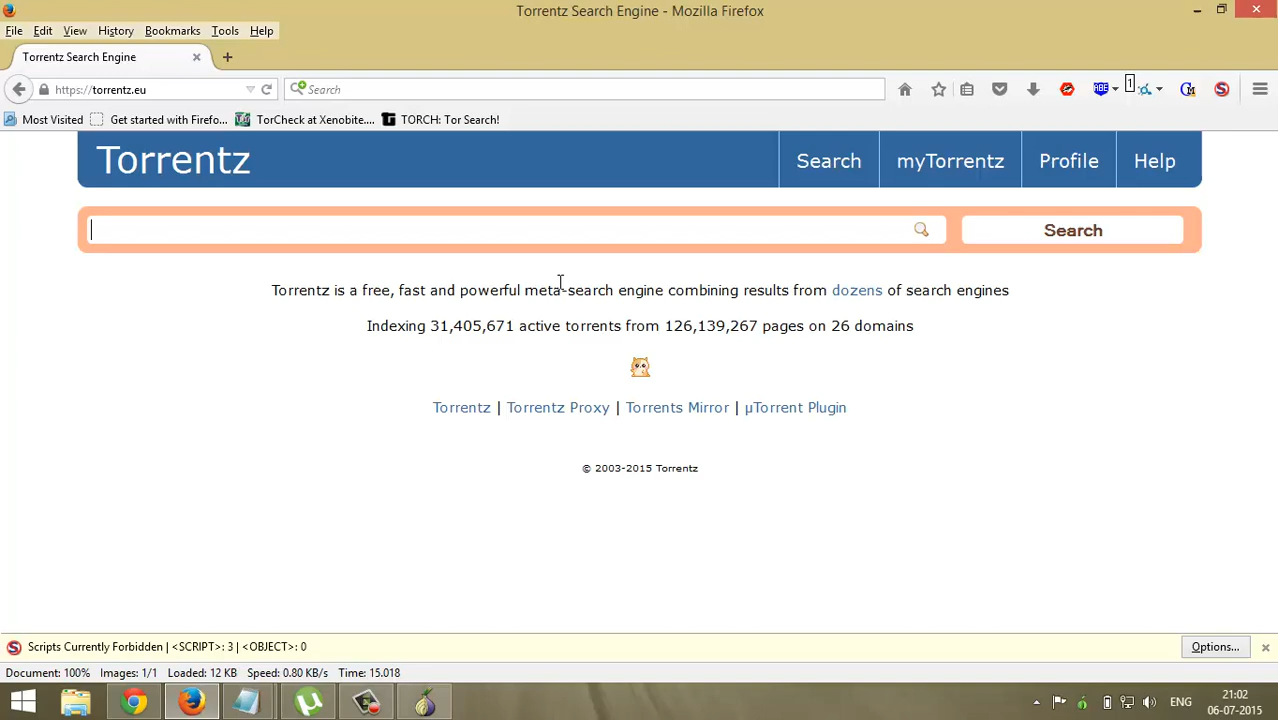 Torrentz Search Engine - Mozilla Firefox
File Edit View History Bookmarks Tools Help
Torrentz Search Engine
https://torrentz.eu Search ABE 1
Most Visited Get started with Firefo... TorCheck at Xenobite.... TORCH: Tor Search!
Torrentz Search myTorrentz Profile Help
Search
Torrentz is a free, fast and powerful meta-search engine combining results from dozens of search engines
Indexing 31,405,671 active torrents from 126,139,267 pages on 26 domains
Torrentz | Torrentz Proxy | Torrents Mirror | µTorrent Plugin
© 2003-2015 Torrentz
Scripts Currently Forbidden | <SCRIPT>: 3 | <OBJECT>: 0 Options...
Document: 100% Images: 1/1 Loaded: 12 KB Speed: 0.80 KB/s Time: 15.018
ENG 21:02
06-07-2015